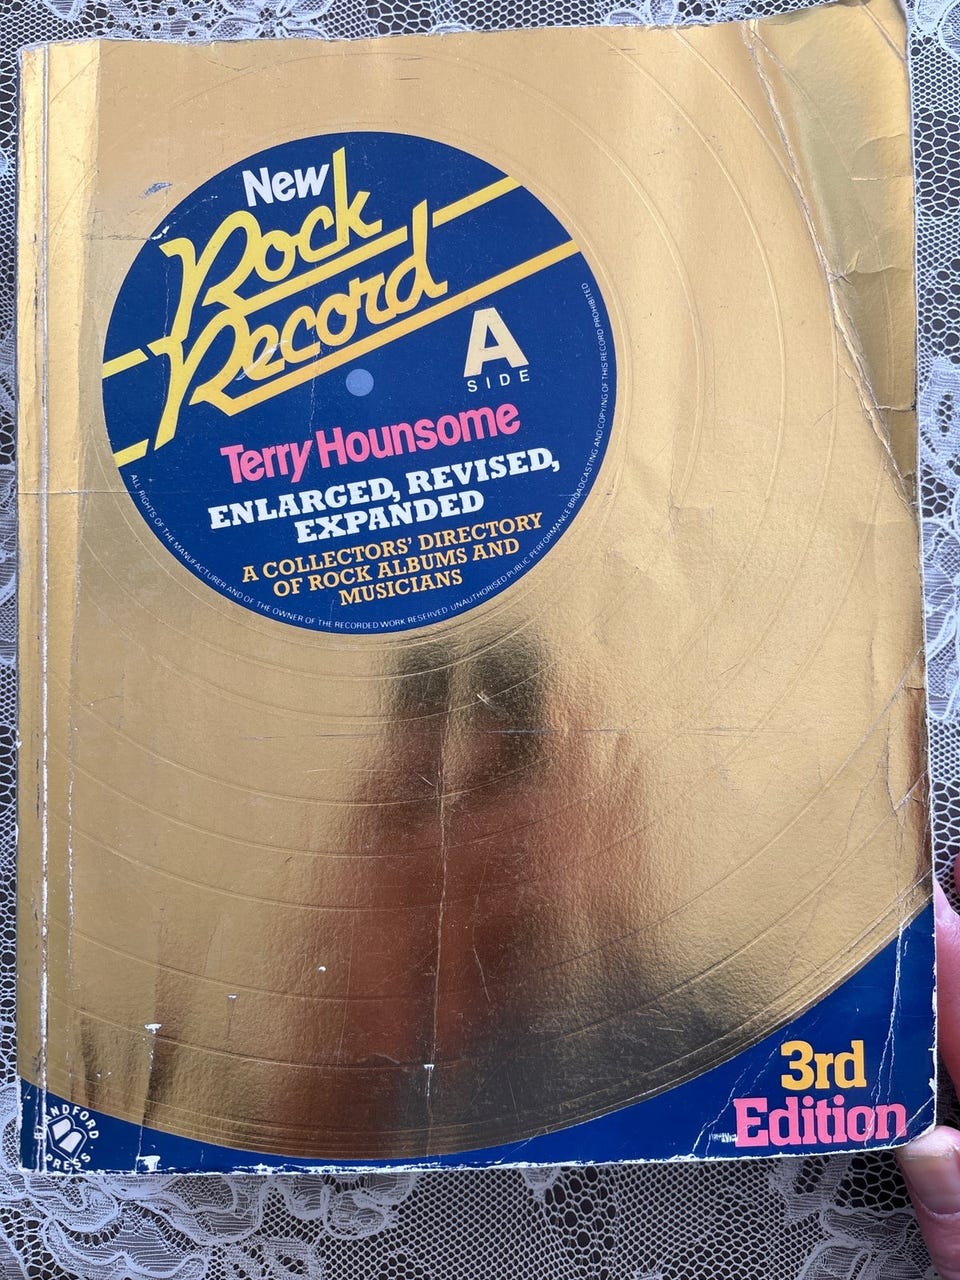 New
Rock
Record
A
SIDE
Terry Hounsome
ENLARGED, REVISED,
EXPANDED
A COLLECTORS' DIRECTORY
OF ROCK ALBUMS AND
MUSICIANS
ALL RIGHTS OF THE MANUFACTURER AND OF THE OWNER OF THE RECORDED WORK RESERVED UNAUTHORISED PUBLIC PERFORMANCE BROADCASTING AND COPYING OF THIS RECORD PROHIBITED
3rd
Edition
BLANDFORD
PRESS